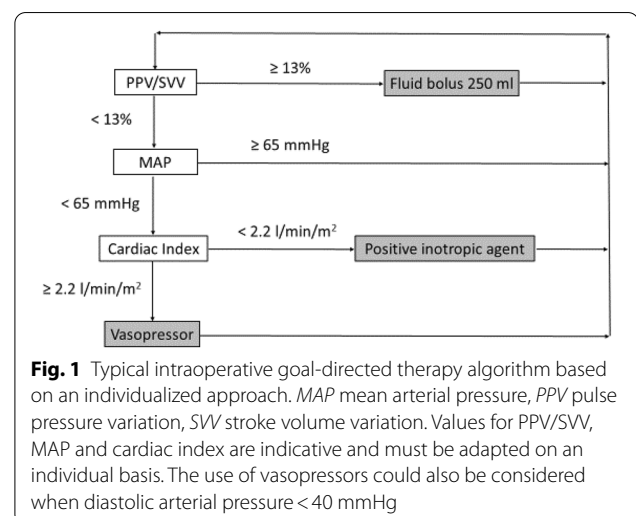 PPV/SVV
≥ 13%
Fluid bolus 250 ml
< 13%
MAP
≥ 65 mmHg
< 65 mmHg
Cardiac Index
< 2.2 l/min/m²
Positive inotropic agent
≥ 2.2 l/min/m²
Vasopressor
Fig. 1 Typical intraoperative goal-directed therapy algorithm based
on an individualized approach. MAP mean arterial pressure, PPV pulse
pressure variation, SVV stroke volume variation. Values for PPV/SVV,
MAP and cardiac index are indicative and must be adapted on an
individual basis. The use of vasopressors could also be considered
when diastolic arterial pressure < 40 mmHg